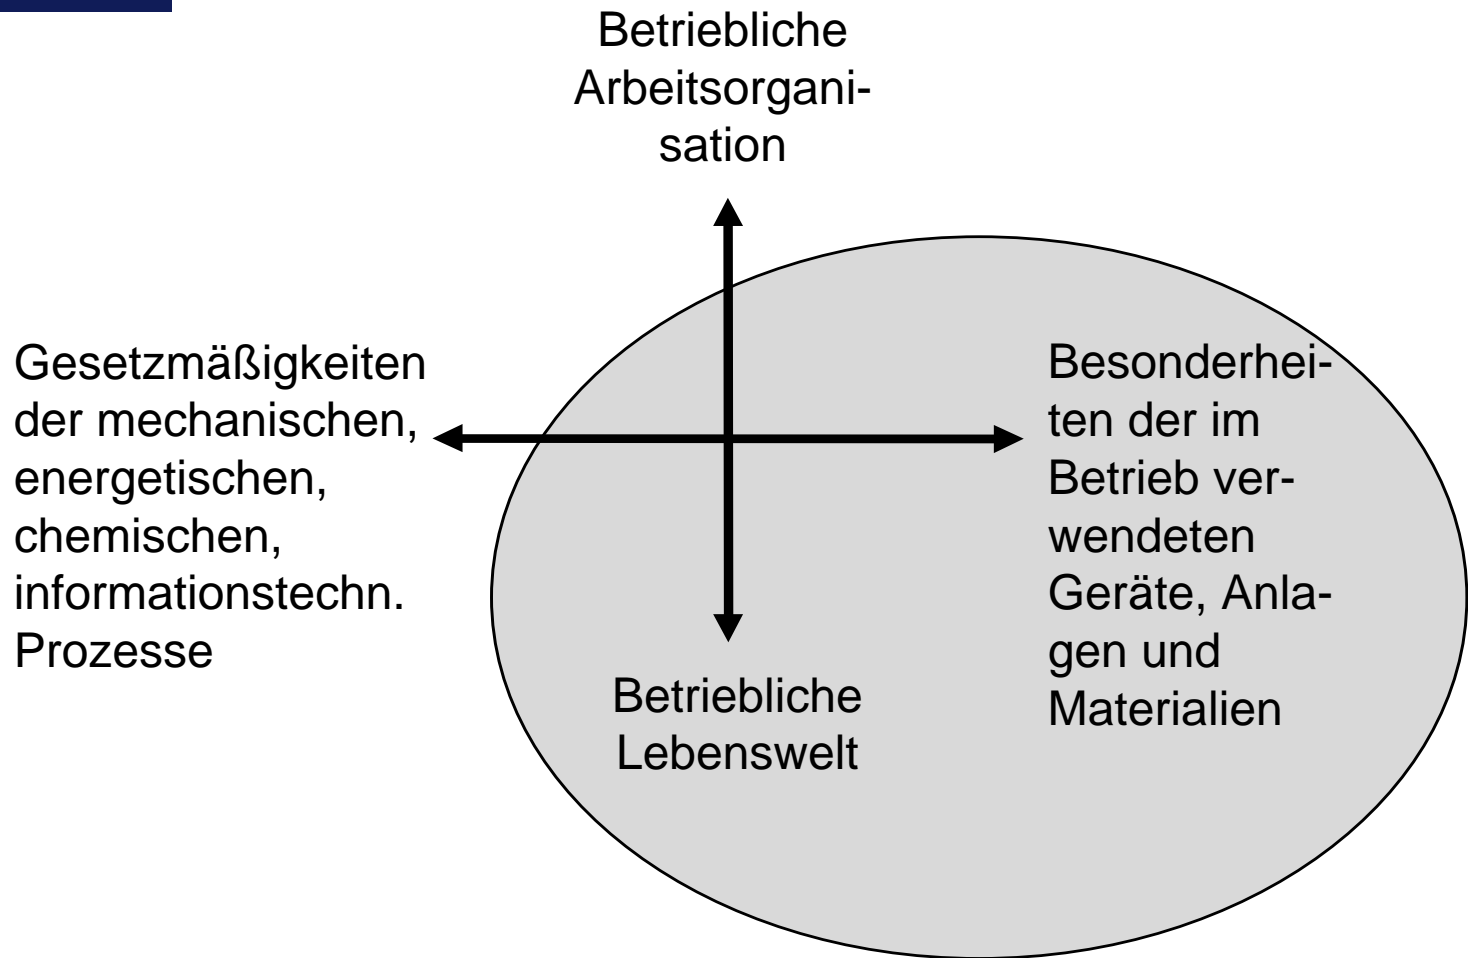 Betriebliche
Arbeitsorgani-
sation
Gesetzmäßigkeiten
der mechanischen,
energetischen,
chemischen,
informationstechn.
Prozesse
Besonderhei-
ten der im
Betrieb ver-
wendeten
Geräte, Anla-
gen und
Materialien
Betriebliche
Lebenswelt